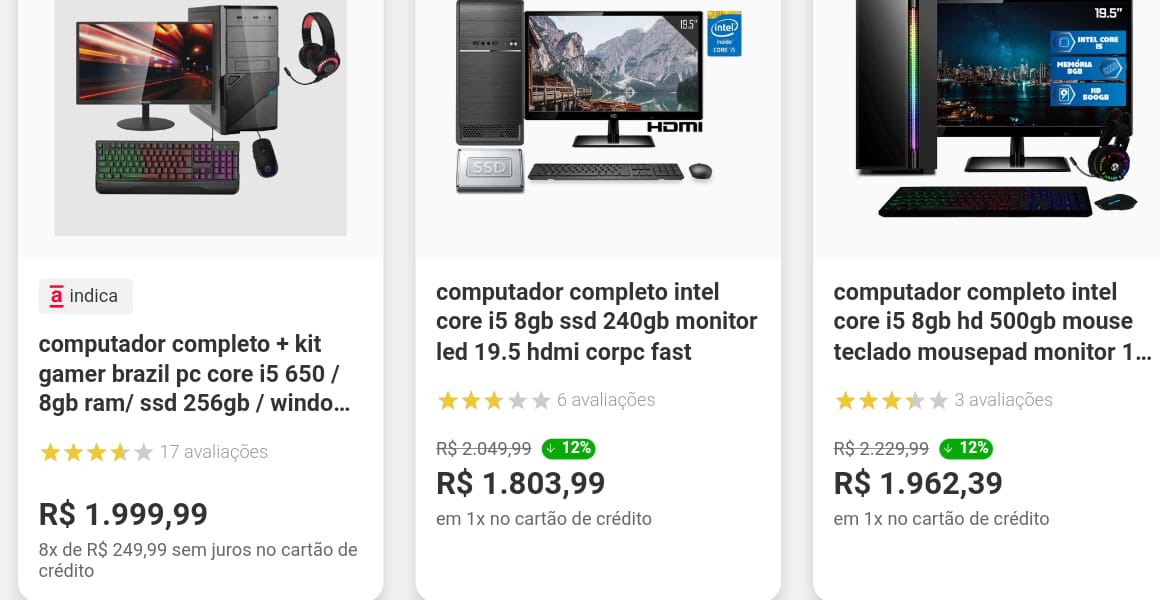 19.5”
intel
inside
CORE i5
HDMI
SSD
19.5”
INTEL CORE
I5
MEMÓRIA
8GB
HD
500GB
a indica
computador completo + kit
gamer brazil pc core i5 650 /
8gb ram/ ssd 256gb / windo...
17 avaliações
R$ 1.999,99
8x de R$ 249,99 sem juros no cartão de
crédito
computador completo intel
core i5 8gb ssd 240gb monitor
led 19.5 hdmi corpc fast
6 avaliações
R$ 2.049,99 ↓ 12%
R$ 1.803,99
em 1x no cartão de crédito
computador completo intel
core i5 8gb hd 500gb mouse
teclado mousepad monitor 1...
3 avaliações
R$ 2.229,99 ↓ 12%
R$ 1.962,39
em 1x no cartão de crédito